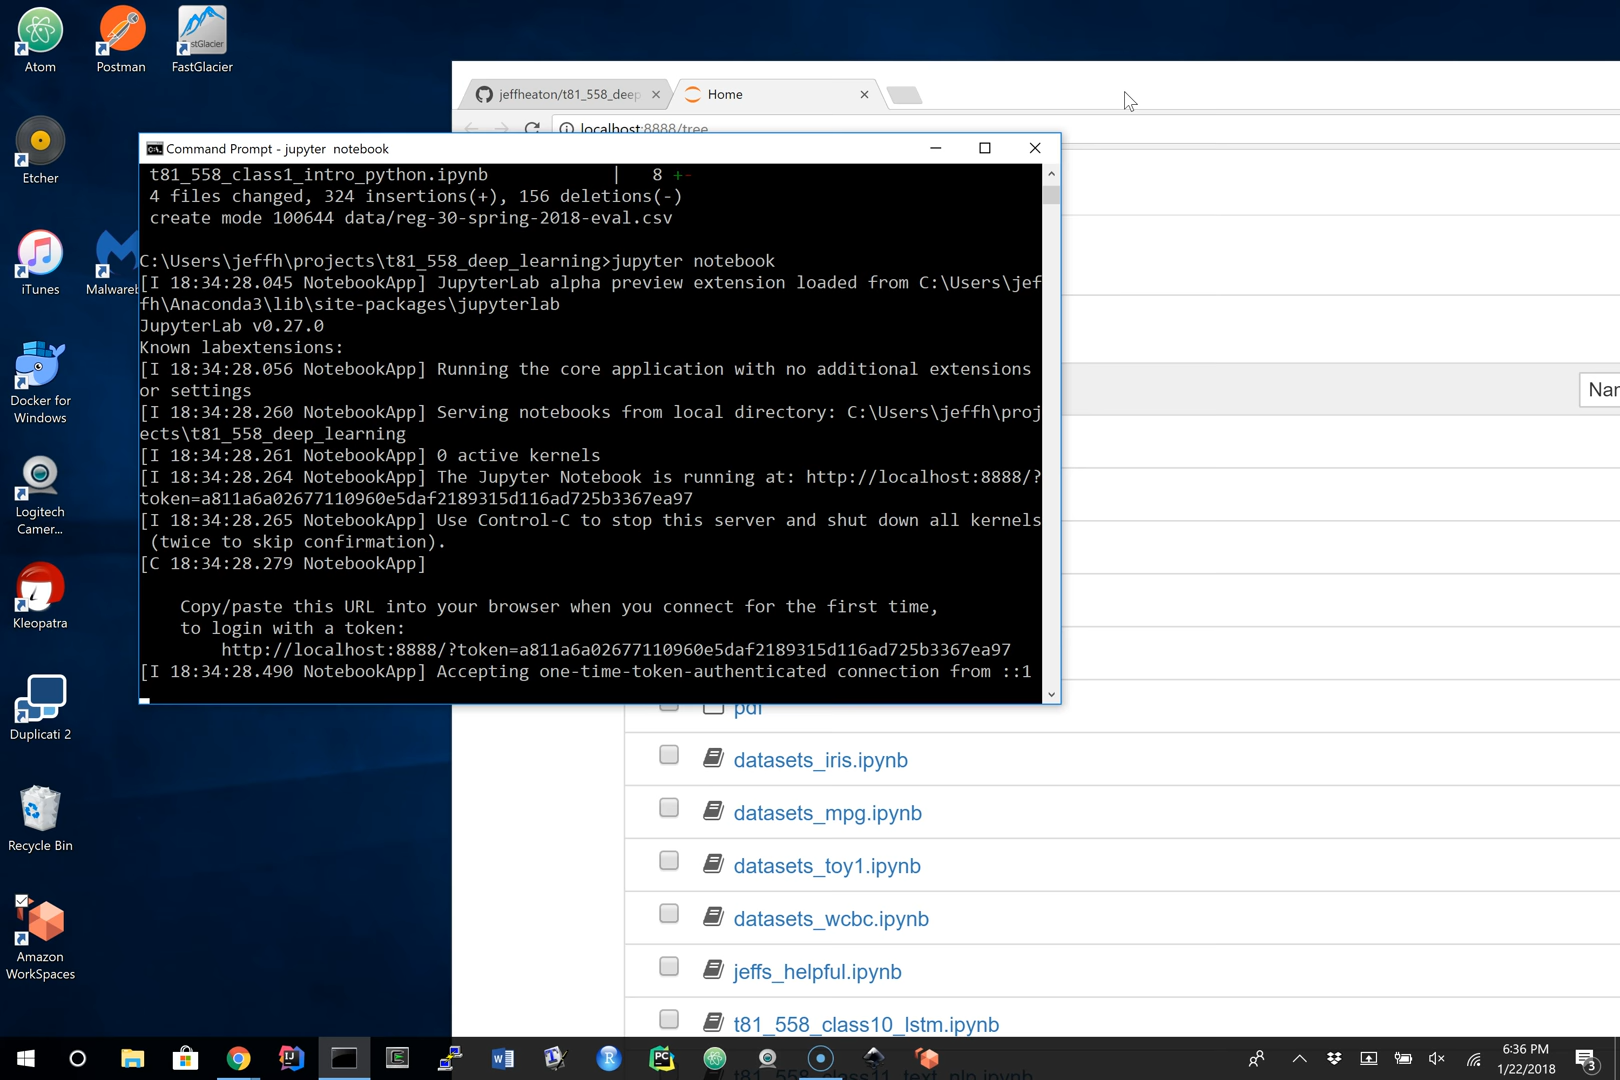 Atom
Postman
FastGlacier
stGlacier
Etcher
iTunes
Malwareb
Docker for
Windows
Logitech
Camer...
Kleopatra
Duplicati 2
Recycle Bin
Amazon
WorkSpaces
jeffheaton/t81_558_deep
Home
localhost:8888/tree
Command Prompt - jupyter  notebook
t81_558_class1_intro_python.ipynb | 8 +-
4 files changed, 324 insertions(+), 156 deletions(-)
create mode 100644 data/reg-30-spring-2018-eval.csv
C:\Users\jeffh\projects\t81_558_deep_learning>jupyter notebook
[I 18:34:28.045 NotebookApp] JupyterLab alpha preview extension loaded from C:\Users\jef
fh\Anaconda3\lib\site-packages\jupyterlab
JupyterLab v0.27.0
Known labextensions:
[I 18:34:28.056 NotebookApp] Running the core application with no additional extensions
or settings
[I 18:34:28.260 NotebookApp] Serving notebooks from local directory: C:\Users\jeffh\proj
ects\t81_558_deep_learning
[I 18:34:28.261 NotebookApp] 0 active kernels
[I 18:34:28.264 NotebookApp] The Jupyter Notebook is running at: http://localhost:8888/?
token=a811a6a02677110960e5daf2189315d116ad725b3367ea97
[I 18:34:28.265 NotebookApp] Use Control-C to stop this server and shut down all kernels
(twice to skip confirmation).
[C 18:34:28.279 NotebookApp]
Copy/paste this URL into your browser when you connect for the first time,
to login with a token:
http://localhost:8888/?token=a811a6a02677110960e5daf2189315d116ad725b3367ea97
[I 18:34:28.490 NotebookApp] Accepting one-time-token-authenticated connection from ::1
Nar
pdf
datasets_iris.ipynb
datasets_mpg.ipynb
datasets_toy1.ipynb
datasets_wcbc.ipynb
jeffs_helpful.ipynb
t81_558_class10_lstm.ipynb
t81_558_class11_text_nlp.ipynb
6:36 PM
1/22/2018
3